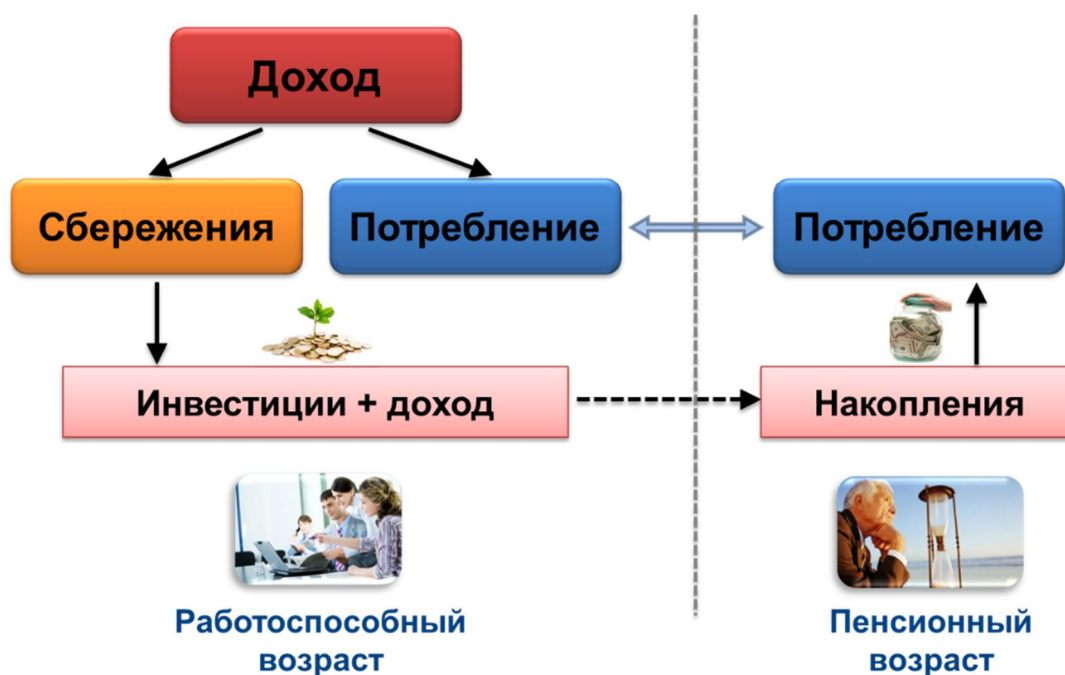 Доход
Сбережения
Потребление
Потребление
Инвестиции + доход
Накопления
Работоспособный
возраст
Пенсионный
возраст